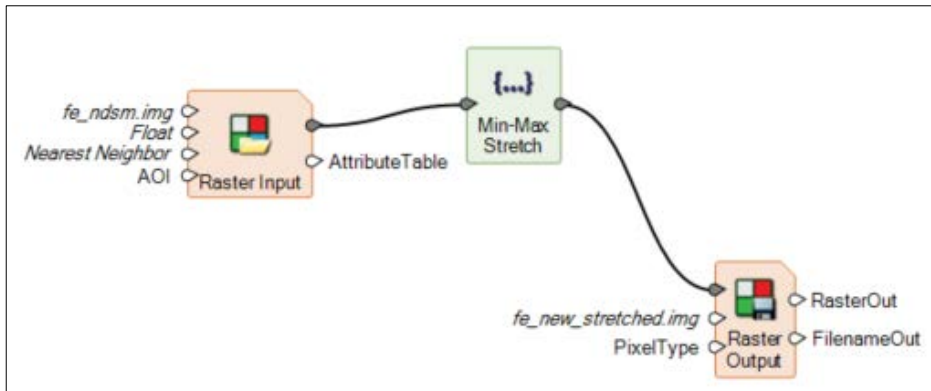 fe_ndsm.img
Float
Nearest Neighbor
AOI
Raster Input
AttributeTable
{...}
Min-Max
Stretch
fe_new_stretched.img
PixelType
Raster
Output
RasterOut
FilenameOut